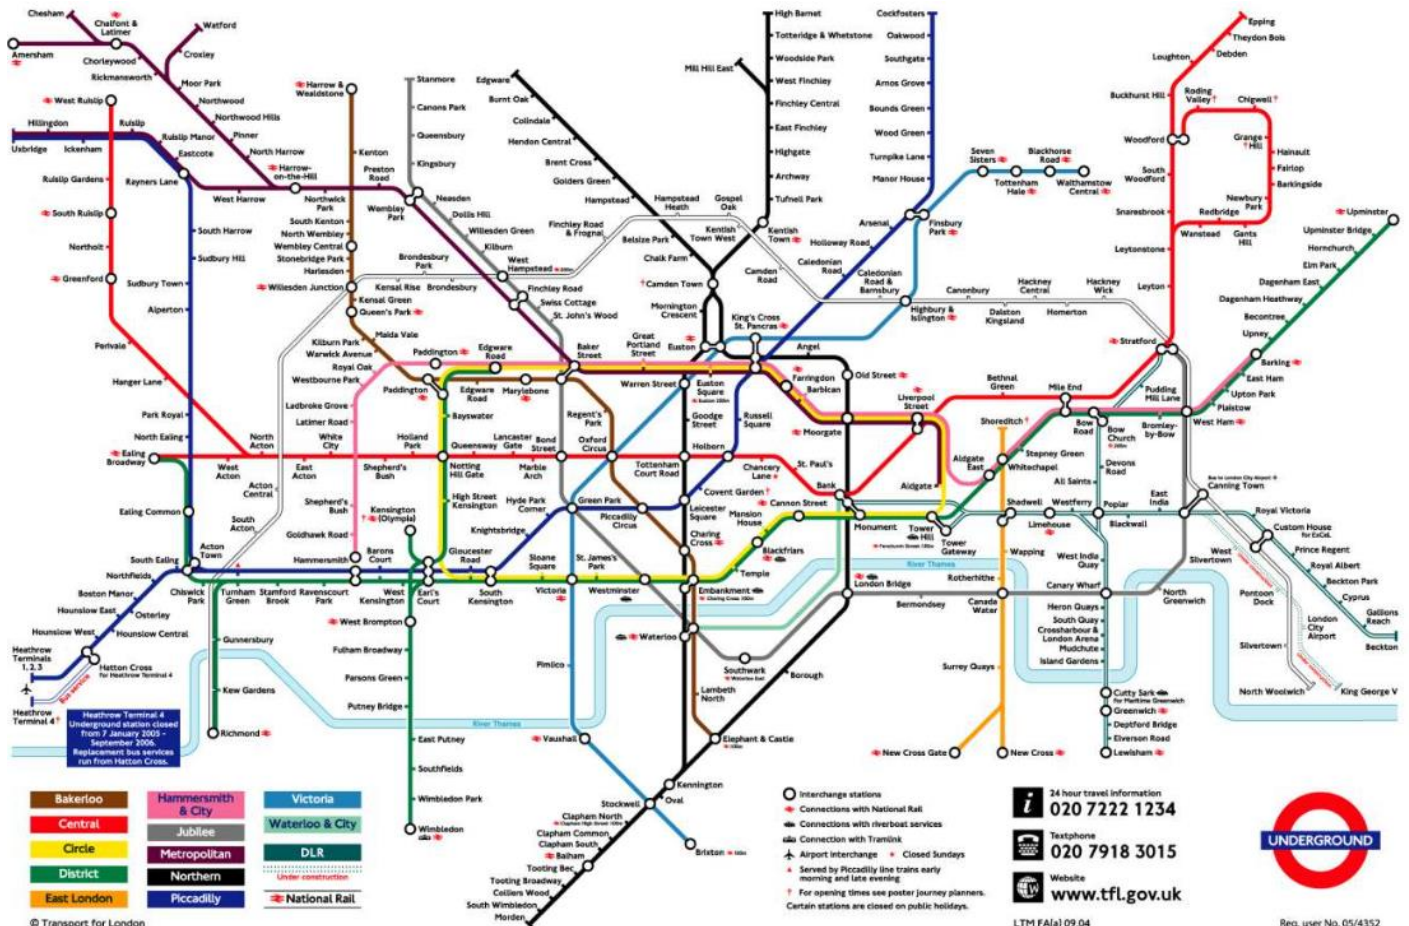 Chesham
Chalfont &
Latimer
Watford
Amersham
Chorleywood
Croxley
Rickmansworth
Moor Park
Northwood
Northwood Hills
Pinner
North Harrow
Harrow-
on-the-Hill
West Ruislip
Hillingdon
Ruislip
Ruislip Manor
Eastcote
Uxbridge
Ickenham
Ruislip Gardens
Rayners Lane
West Harrow
Northwick
Park
Preston
Road
Wembley
Park
South Ruislip
Northolt
Greenford
Perivale
Hanger Lane
South Harrow
Sudbury Hill
Sudbury Town
Alperton
Park Royal
North Ealing
Ealing
Broadway
Ealing Common
South Ealing
Northfields
Boston Manor
Osterley
Hounslow East
Hounslow Central
Hounslow West
Heathrow
Terminals
1,2,3
Hatton Cross
for Heathrow Terminal 4
Bus service
Heathrow
Terminal 4
Heathrow Terminal 4
Underground station closed
from 7 January 2005 -
September 2006.
Replacement bus services
run from Hatton Cross.
Harrow &
Wealdstone
Kenton
South Kenton
North Wembley
Wembley Central
Stonebridge Park
Harlesden
Willesden Junction
Kensal Green
Queen's Park
Kilburn Park
Maida Vale
Warwick Avenue
Royal Oak
Westbourne Park
Ladbroke Grove
Latimer Road
Stanmore
Canons Park
Queensbury
Kingsbury
Neasden
Dollis Hill
Willesden Green
Kilburn
West
Hampstead
Finchley Road
Swiss Cottage
St. John's Wood
Brondesbury
Park
Kensal Rise
Brondesbury
Finchley Road
& Frognal
Hampstead
Heath
Gospel
Oak
Kentish
Town West
Camden
Road
Caledonian
Road &
Barnsbury
Canonbury
Dalston
Kingsland
Hackney
Central
Homerton
Hackney
Wick
Edgware
Burnt Oak
Colindale
Hendon Central
Brent Cross
Golders Green
Hampstead
Belsize Park
Chalk Farm
Camden Town
Mornington
Crescent
Euston
High Barnet
Totteridge & Whetstone
Woodside Park
Mill Hill East
West Finchley
Finchley Central
East Finchley
Highgate
Archway
Tufnell Park
Kentish
Town
Cockfosters
Oakwood
Southgate
Arnos Grove
Bounds Green
Wood Green
Turnpike Lane
Manor House
Finsbury
Park
Arsenal
Holloway Road
Caledonian
Road
King's Cross
St. Pancras
Seven
Sisters
Tottenham
Hale
Blackhorse
Road
Walthamstow
Central
Highbury &
Islington
Epping
Theydon Bois
Debden
Loughton
Buckhurst Hill
Woodford
Roding
Valley
Chigwell
Grange
Hill
Hainault
Fairlop
Barkingside
Newbury
Park
Gants
Hill
Redbridge
Wanstead
South
Woodford
Snaresbrook
Leytonstone
Leyton
Stratford
Upminster
Upminster Bridge
Hornchurch
Elm Park
Dagenham East
Dagenham Heathway
Becontree
Upney
Barking
East Ham
Upton Park
Plaistow
West Ham
Bromley-
by-Bow
Pudding
Mill Lane
Bow
Road
Bow
Church
Devons
Road
All Saints
Mile End
Bethnal
Green
Liverpool
Street
Shoreditch
Stepney Green
Whitechapel
Aldgate
East
Aldgate
Moorgate
Barbican
Farringdon
Old Street
Angel
Paddington
Paddington
Edgware
Road
Edgware
Road
Marylebone
Baker
Street
Great
Portland
Street
Warren Street
Euston
Square
Goodge
Street
Russell
Square
Regent's
Park
Oxford
Circus
Bayswater
Holland
Park
Queensway
Notting
Hill Gate
Lancaster
Gate
Marble
Arch
Bond
Street
Tottenham
Court Road
Holborn
Chancery
Lane
St. Paul's
Bank
North
Acton
West
Acton
East
Acton
White
City
Shepherd's
Bush
Shepherd's
Bush
Goldhawk Road
Hammersmith
Acton
Central
South
Acton
Acton
Town
Chiswick
Park
Turnham
Green
Stamford
Brook
Ravenscourt
Park
Barons
Court
West
Kensington
Earl's
Court
Kensington
(Olympia)
High Street
Kensington
Gloucester
Road
South
Kensington
Knightsbridge
Hyde Park
Corner
Green Park
Piccadilly
Circus
Leicester
Square
Covent Garden
Charing
Cross
Sloane
Square
Victoria
St. James's
Park
Westminster
Embankment
Temple
Blackfriars
Mansion
House
Cannon Street
Monument
Tower
Hill
Tower
Gateway
Shadwell
Limehouse
Westferry
Poplar
Blackwall
East
India
Canning Town
Royal Victoria
Custom House
for ExCeL
Prince Regent
Royal Albert
Beckton Park
Cyprus
Gallions
Reach
Beckton
West
Silvertown
Pontoon
Dock
London
City
Airport
Under construction
Under construction
Silvertown
North Woolwich
King George V
North
Greenwich
Canary Wharf
West India
Quay
Heron Quays
South Quay
Crossharbour &
London Arena
Mudchute
Island Gardens
Cutty Sark
for Maritime Greenwich
Greenwich
Deptford Bridge
Elverson Road
Lewisham
Wapping
Rotherhithe
Canada
Water
Surrey Quays
New Cross Gate
New Cross
Bermondsey
London Bridge
Southwark
Waterloo
Borough
Lambeth
North
Elephant & Castle
Kennington
Oval
Stockwell
Clapham North
Clapham Common
Clapham South
Balham
Tooting Bec
Tooting Broadway
Colliers Wood
South Wimbledon
Morden
Pimlico
Vauxhall
Brixton
River Thames
River Thames
Gunnersbury
Kew Gardens
Richmond
West Brompton
Fulham Broadway
Parsons Green
Putney Bridge
East Putney
Southfields
Wimbledon Park
Wimbledon
Bakerloo
Central
Circle
District
East London
Hammersmith
& City
Jubilee
Metropolitan
Northern
Piccadilly
Victoria
Waterloo & City
DLR
Under construction
National Rail
Interchange stations
Connections with National Rail
Connections with riverboat services
Connection with Tramlink
Airport interchange
Closed Sundays
Served by Piccadilly line trains early
morning and late evening
For opening times see poster journey planners.
Certain stations are closed on public holidays.
24 hour travel information
020 7222 1234
Textphone
020 7918 3015
Website
www.tfl.gov.uk
UNDERGROUND
© Transport for London
LTM FA[a] 09.04
Reg. user No. 05/4352